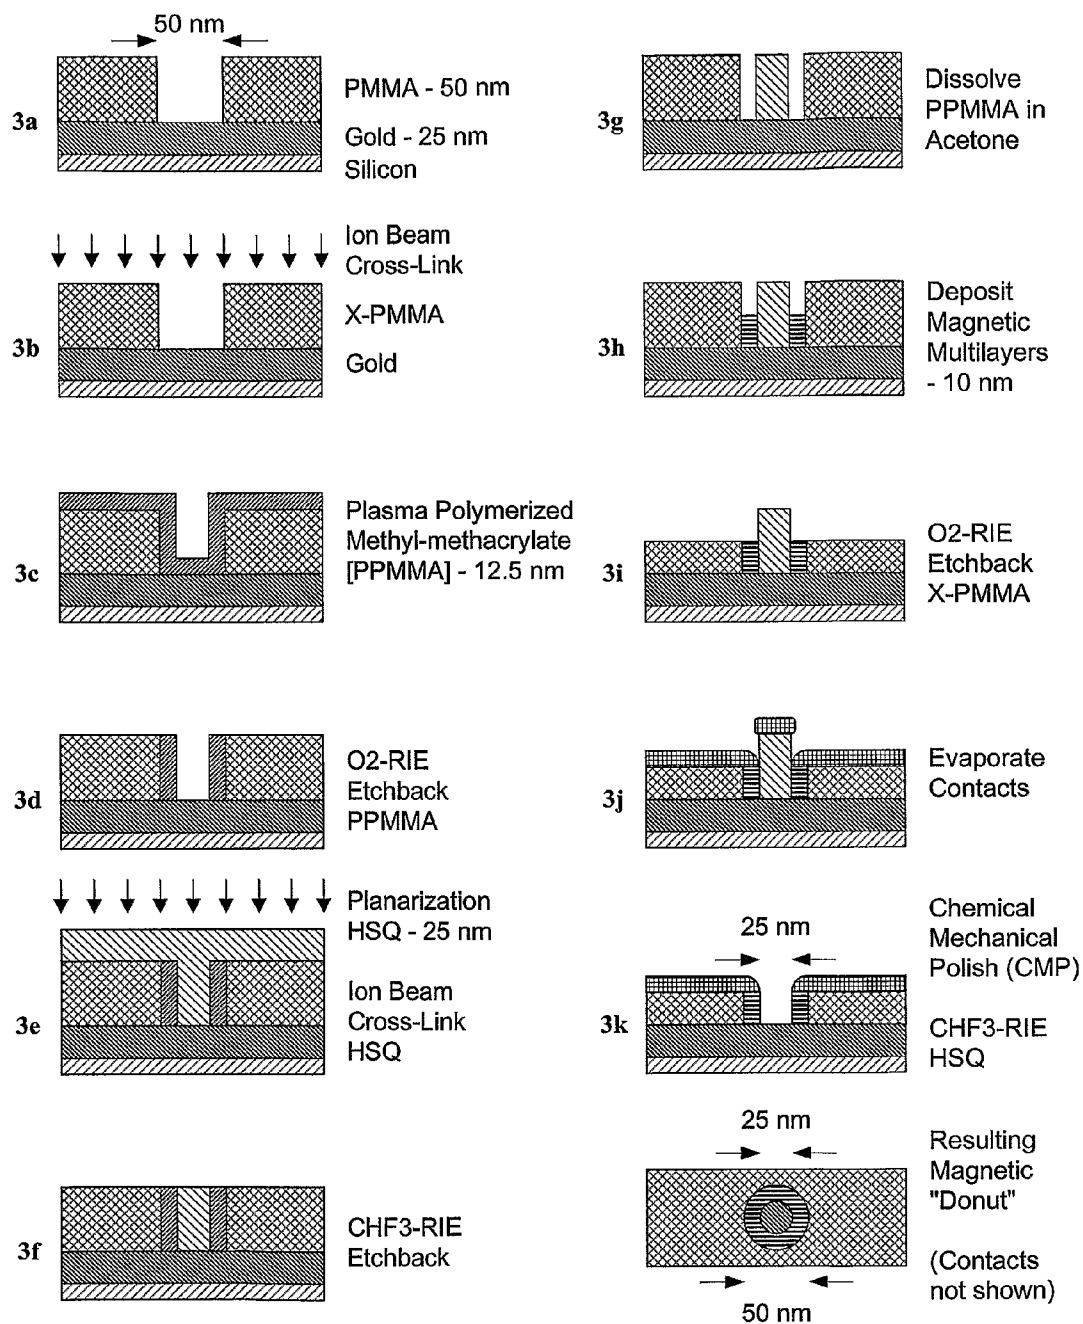 50 nm
3a
PMMA - 50 nm
Gold - 25 nm
Silicon
Ion Beam
Cross-Link
3b
X-PMMA
Gold
3c
Plasma Polymerized
Methyl-methacrylate
[PPMMA] - 12.5 nm
3d
O2-RIE
Etchback
PPMMA
Planarization
HSQ - 25 nm
3e
Ion Beam
Cross-Link
HSQ
3f
CHF3-RIE
Etchback
3g
Dissolve
PPMMA in
Acetone
3h
Deposit
Magnetic
Multilayers
- 10 nm
3i
O2-RIE
Etchback
X-PMMA
3j
Evaporate
Contacts
25 nm
3k
Chemical
Mechanical
Polish (CMP)
CHF3-RIE
HSQ
25 nm
Resulting
Magnetic
"Donut"
(Contacts
not shown)
50 nm